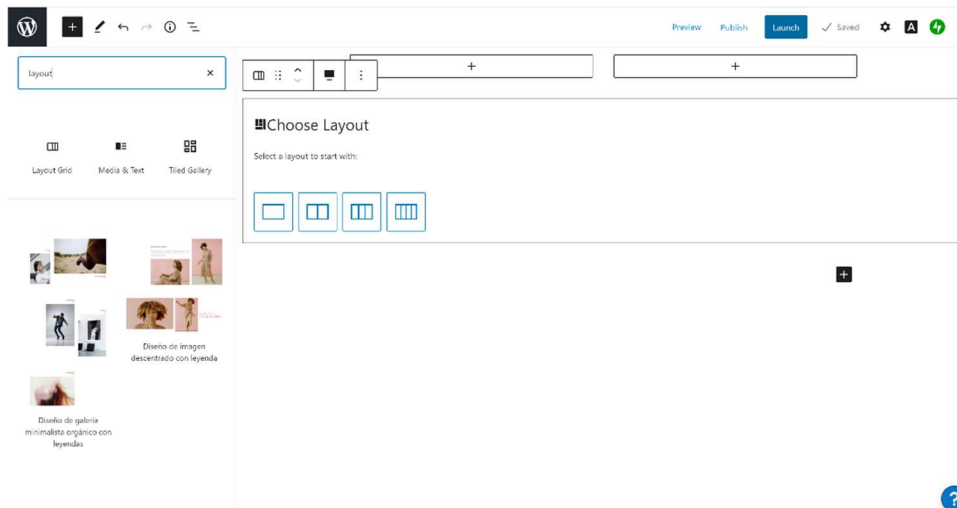 Preview Publish Launch Saved
layout
Layout Grid Media & Text Tiled Gallery
Choose Layout
Select a layout to start with:
Diseño de imagen
descentrado con leyenda
Diseño de galería
minimalista orgánico con
leyendas